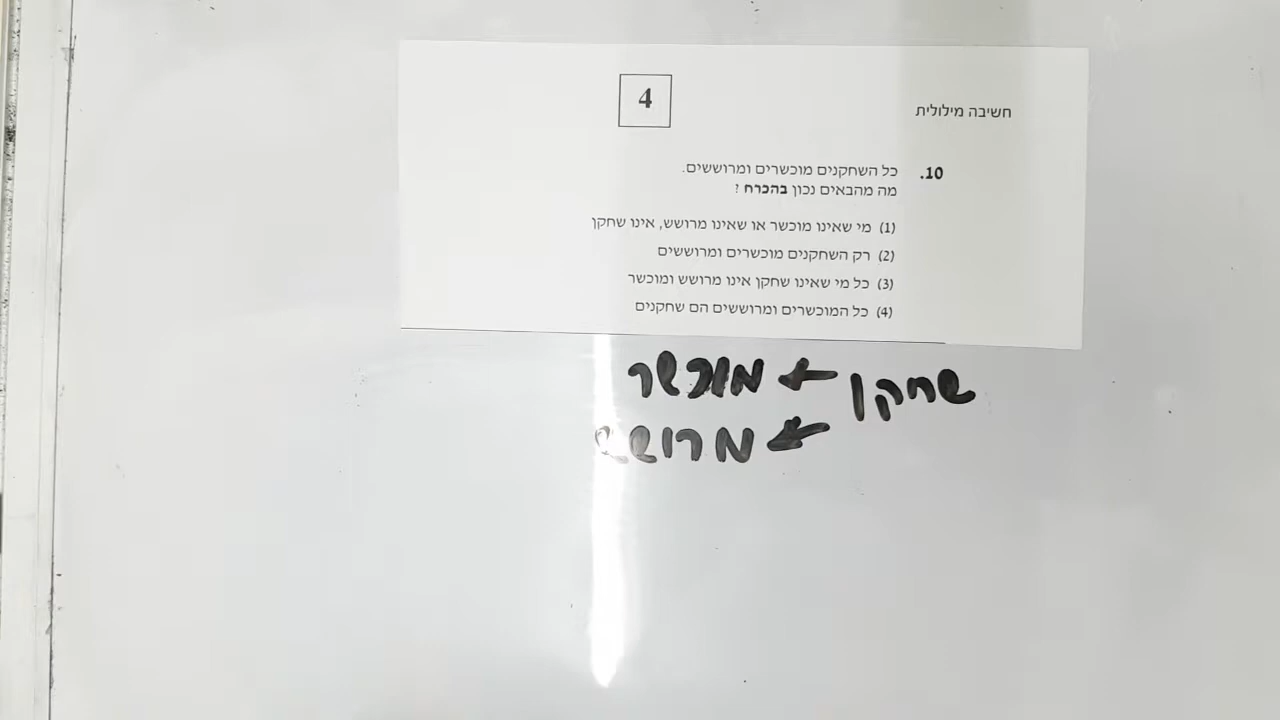 חשיבה מילולית
4
10. כל השחקנים מוכשרים ומרוששים.
מה מהבאים נכון בהכרח ?
(1) מי שאינו מוכשר או שאינו מרושש, אינו שחקן
(2) רק השחקנים מוכשרים ומרוששים
(3) כל מי שאינו שחקן אינו מרושש ומוכשר
(4) כל המוכשרים ומרוששים הם שחקנים
שחקן ← מוכשר
← מרושש